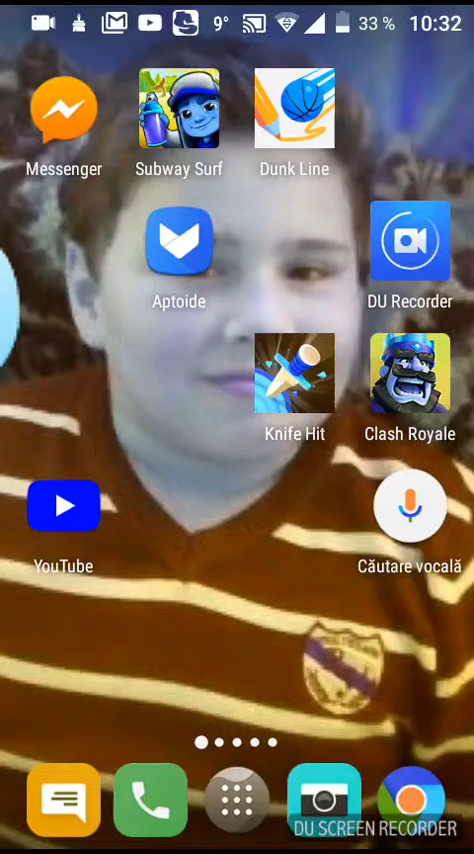 9° 33 % 10:32
Messenger Subway Surf Dunk Line
Aptoide DU Recorder
Knife Hit Clash Royale
YouTube Căutare vocală
DU SCREEN RECORDER